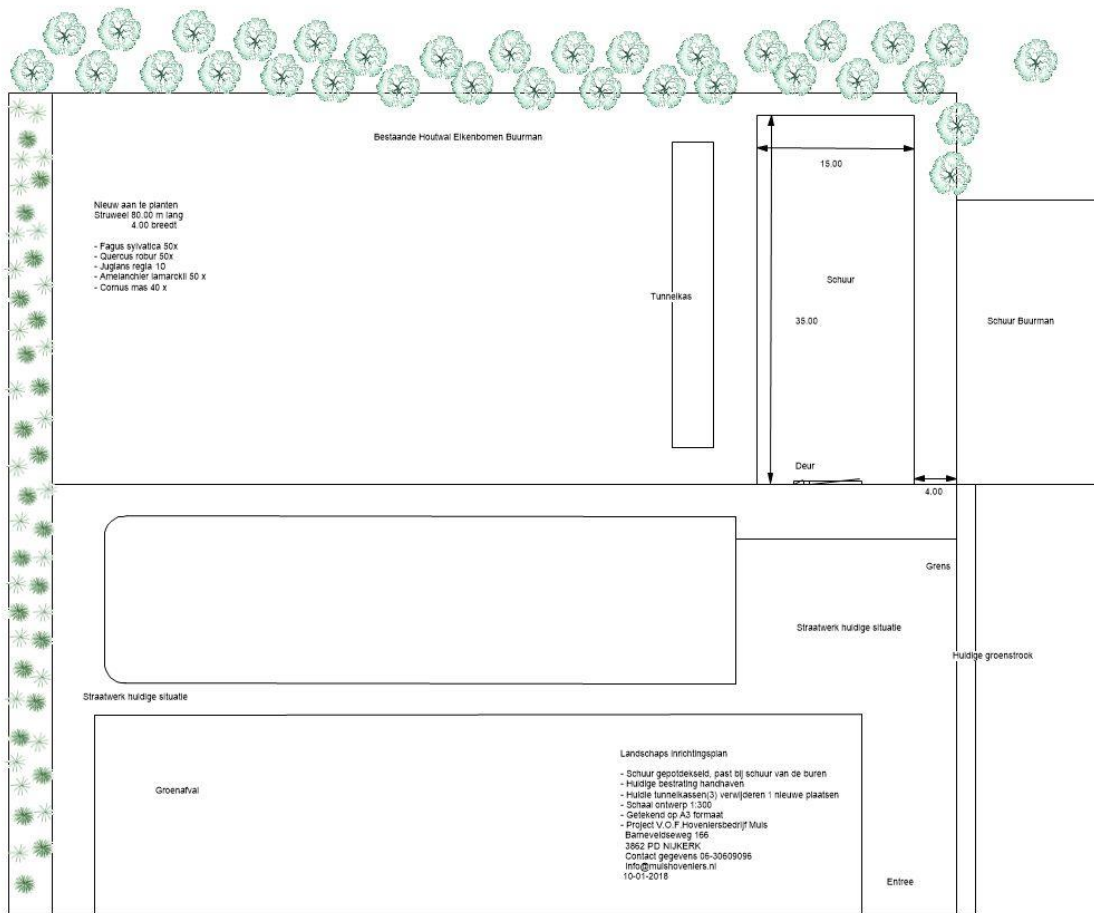 Bestaande Houtwal Eikenbomen Buurman
15.00
Nieuw aan te planten
Struweel 80.00 m lang
4.00 breedt
- Fagus sylvatica 50x
- Quercus robur 50x
- Juglans regia 10
- Amelanchier lamarckii 50 x
- Cornus mas 40 x
Schuur
Tunnelkas
35.00
Schuur Buurman
Deur
4.00
Grens
Straatwerk huidige situatie
Huidige groenstrook
Straatwerk huidige situatie
Groenafval
Landschaps inrichtingsplan
- Schuur gepotdekseld, past bij schuur van de buren
- Huidige bestrating handhaven
- Huidie tunnelkassen(3) verwijderen 1 nieuwe plaatsen
- Schaal ontwerp 1:300
- Getekend op A3 formaat
- Project V.O.F.Hoveniersbedrijf Muis
Barneveldseweg 166
3862 PD NIJKERK
Contact gegevens 06-30609096
info@muishoveniers.nl
10-01-2018
Entree